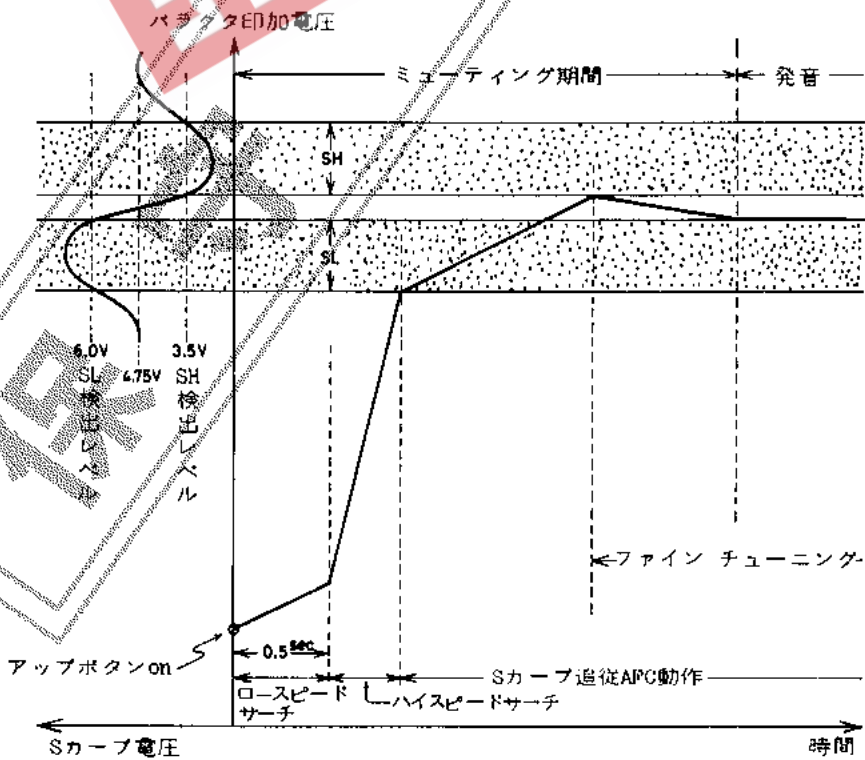 バラクタ印加電圧
ミューティング期間
発音
SH
SL
6.0V
4.75V
3.5V
SL検出レベル
SH検出レベル
ファイン チューニング
アップボタンon
0.5sec
ロースピード
サーチ
ハイスピードサーチ
Sカーブ追従AFC動作
Sカーブ電圧
時間